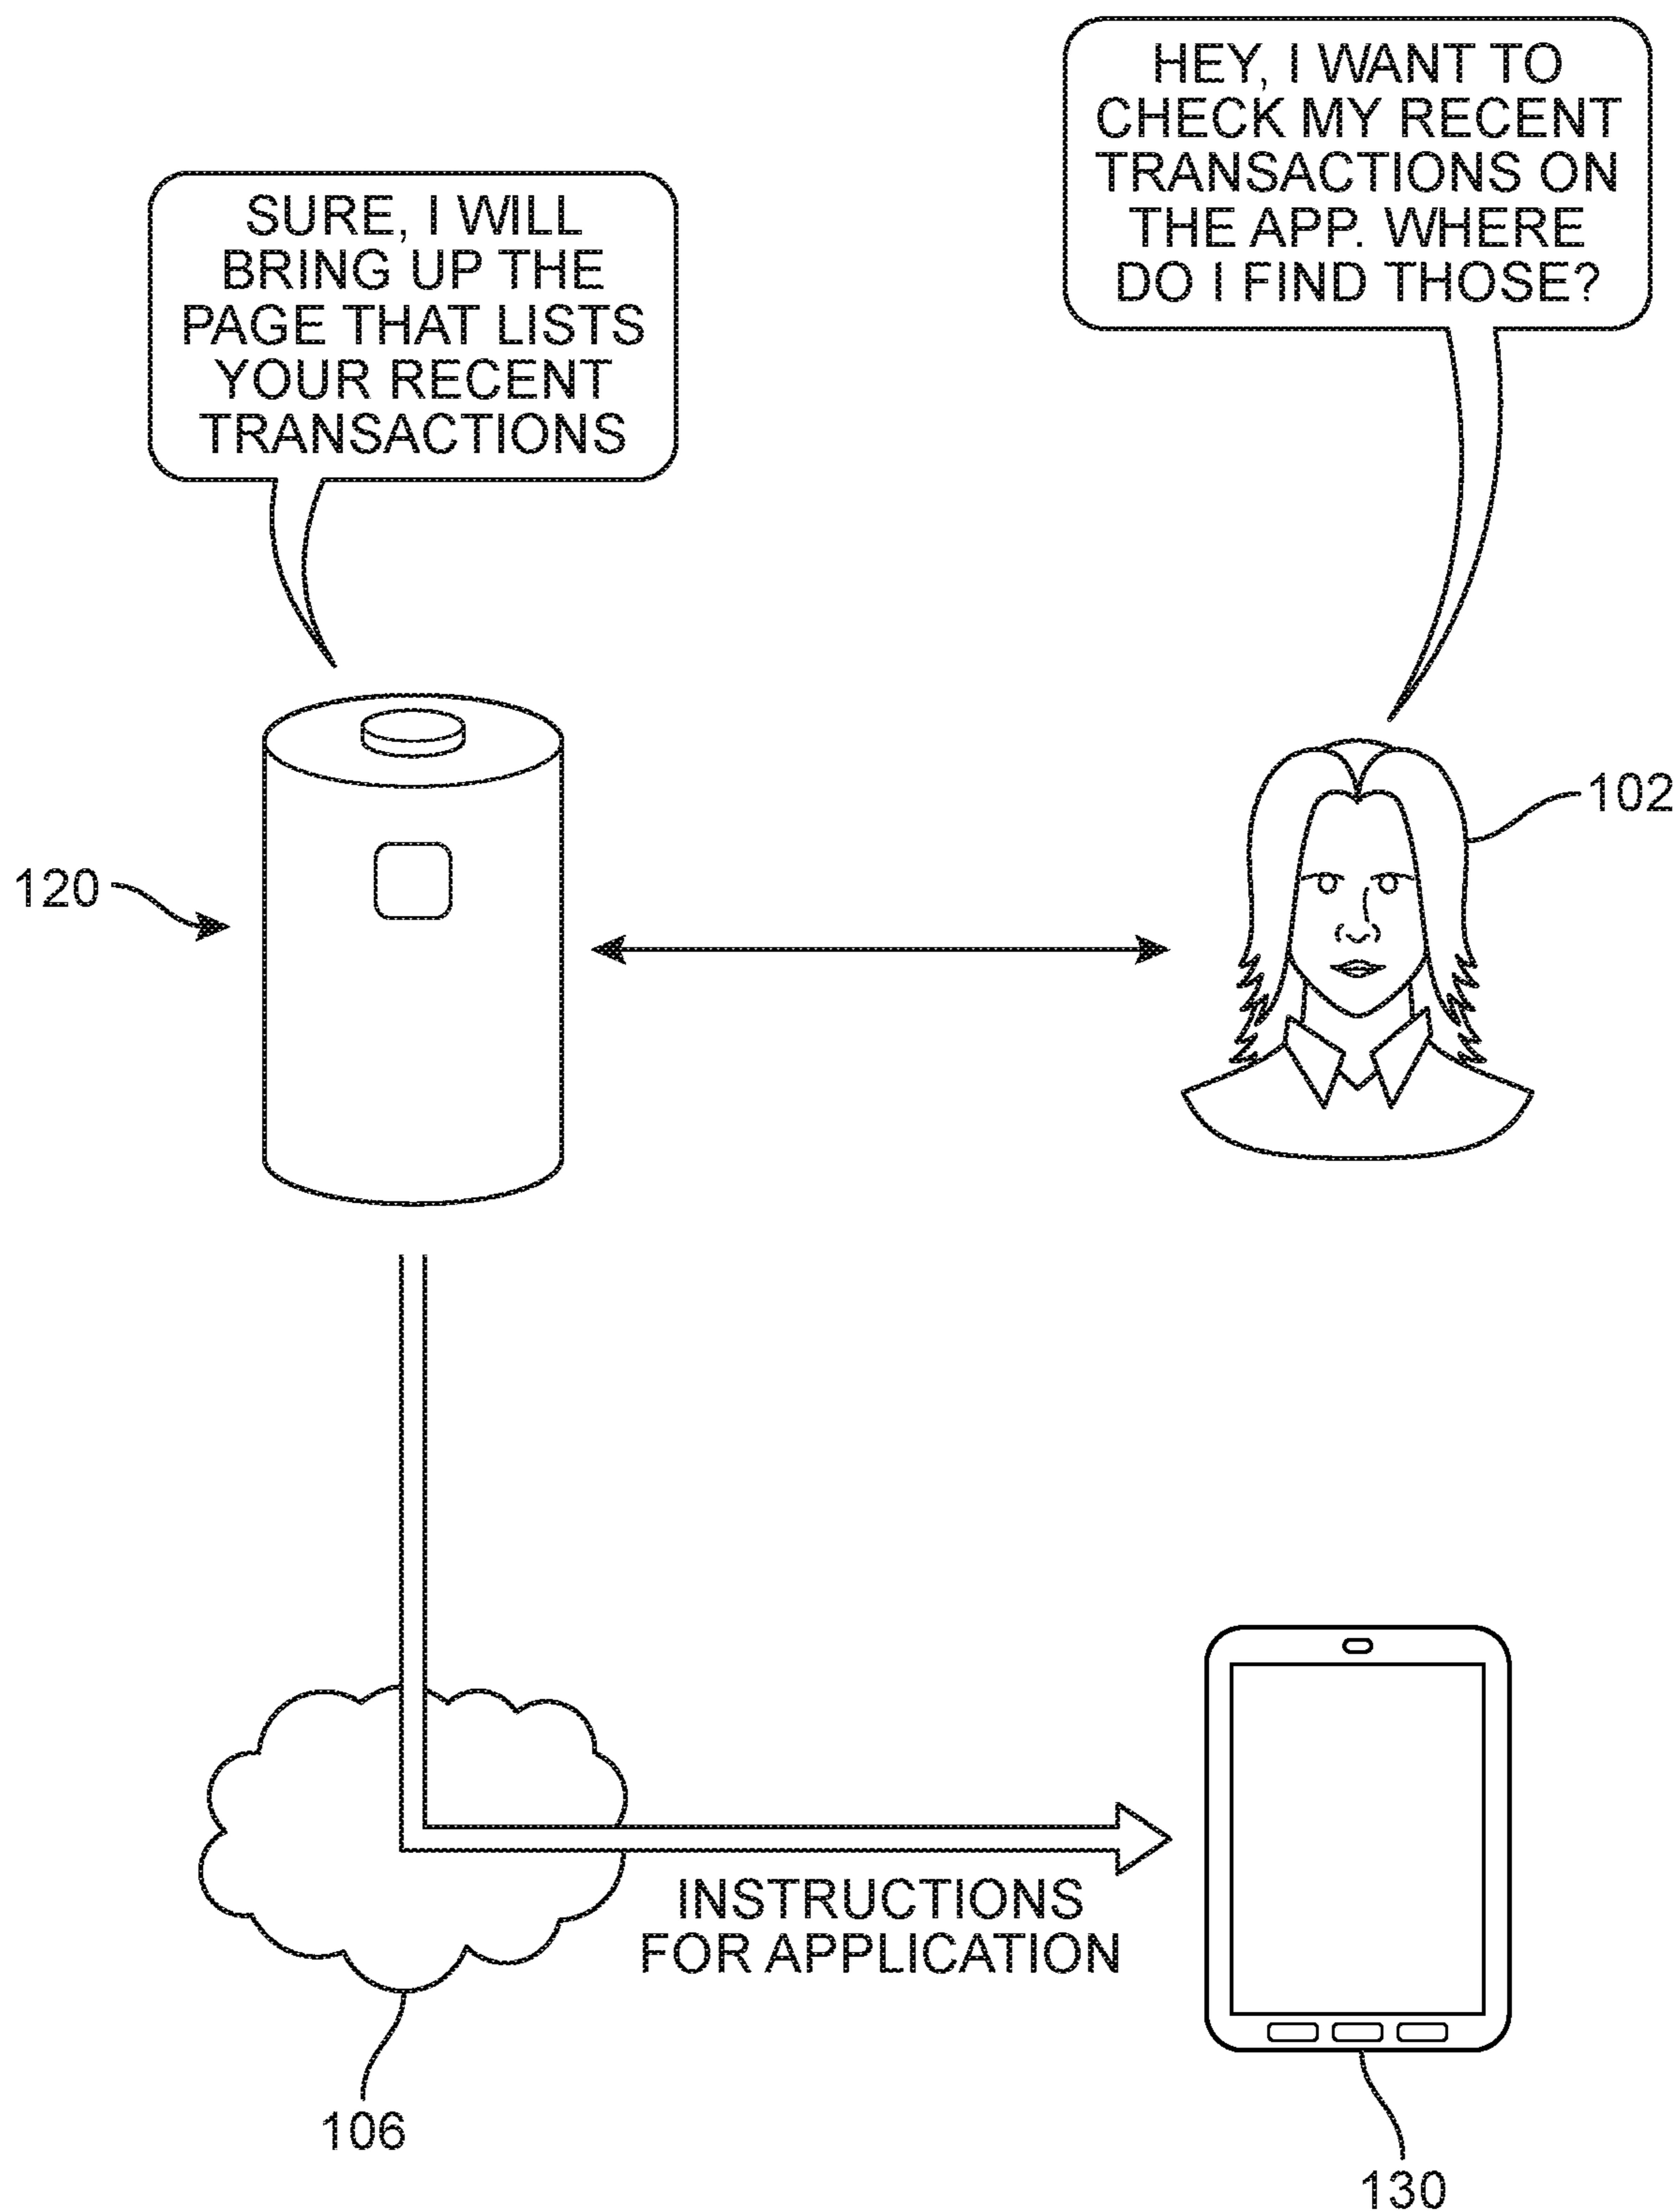 HEY, I WANT TO
CHECK MY RECENT
TRANSACTIONS ON
THE APP. WHERE
DO I FIND THOSE?
SURE, I WILL
BRING UP THE
PAGE THAT LISTS
YOUR RECENT
TRANSACTIONS
102
120
INSTRUCTIONS
FOR APPLICATION
106
130